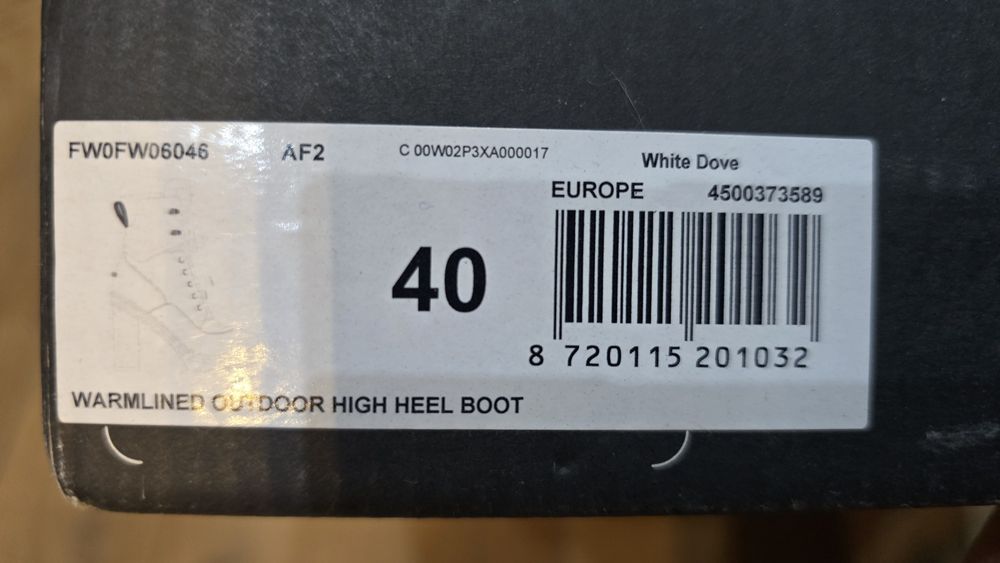 FW0FW06046 AF2 C 00W02P3XA000017 White Dove
EUROPE 4500373589
40
8 720115 201032
WARMLINED OUTDOOR HIGH HEEL BOOT